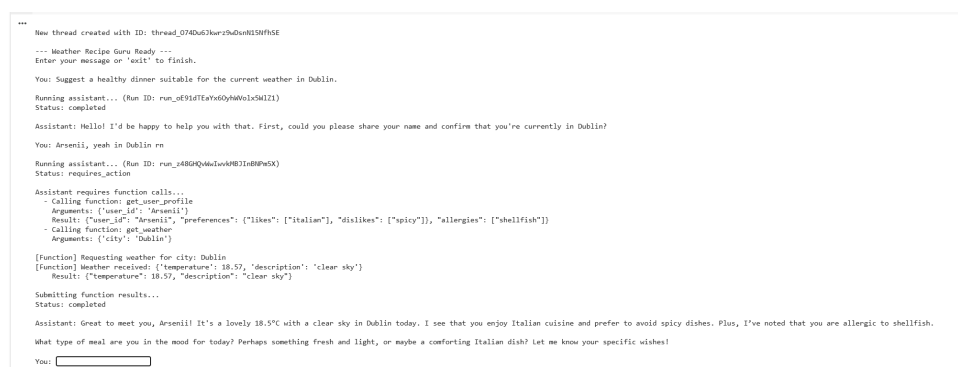 New thread created with ID: thread_O74Du6Jkwrz9wDsnN15NfhSE
--- Weather Recipe Guru Ready ---
Enter your message or 'exit' to finish.
You: Suggest a healthy dinner suitable for the current weather in Dublin.
Running assistant... (Run ID: run_oE91dTEaYx6OyhWVolx5WlZ1)
Status: completed
Assistant: Hello! I'd be happy to help you with that. First, could you please share your name and confirm that you're currently in Dublin?
You: Arsenii, yeah in Dublin rn
Running assistant... (Run ID: run_z48GHQvWwIwvkMBJInBNPm5X)
Status: requires_action
Assistant requires function calls...
- Calling function: get_user_profile
Arguments: {'user_id': 'Arsenii'}
Result: {"user_id": "Arsenii", "preferences": {"likes": ["italian"], "dislikes": ["spicy"]}, "allergies": ["shellfish"]}
- Calling function: get_weather
Arguments: {'city': 'Dublin'}
[Function] Requesting weather for city: Dublin
[Function] Weather received: {'temperature': 18.57, 'description': 'clear sky'}
Result: {"temperature": 18.57, "description": "clear sky"}
Submitting function results...
Status: completed
Assistant: Great to meet you, Arsenii! It's a lovely 18.5°C with a clear sky in Dublin today. I see that you enjoy Italian cuisine and prefer to avoid spicy dishes. Plus, I've noted that you are allergic to shellfish.
What type of meal are you in the mood for today? Perhaps something fresh and light, or maybe a comforting Italian dish? Let me know your specific wishes!
You: